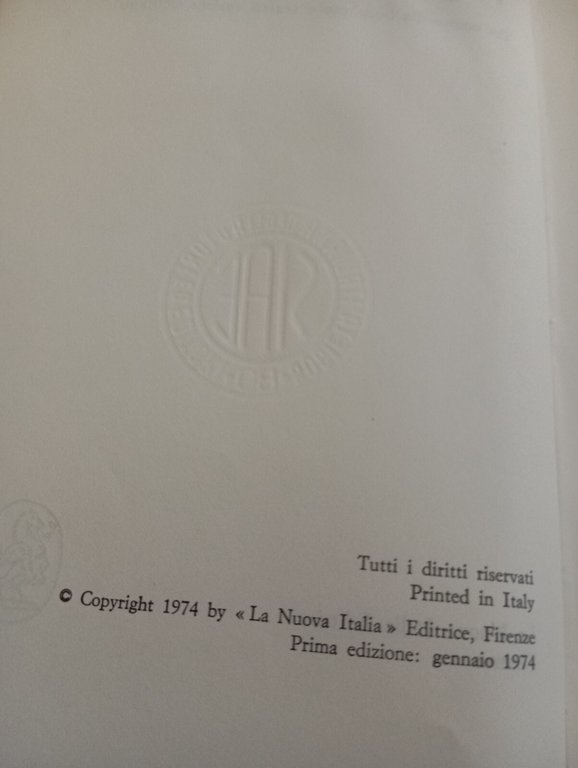 Tutti i diritti riservati
Printed in Italy
© Copyright 1974 by « La Nuova Italia » Editrice, Firenze
Prima edizione: gennaio 1974